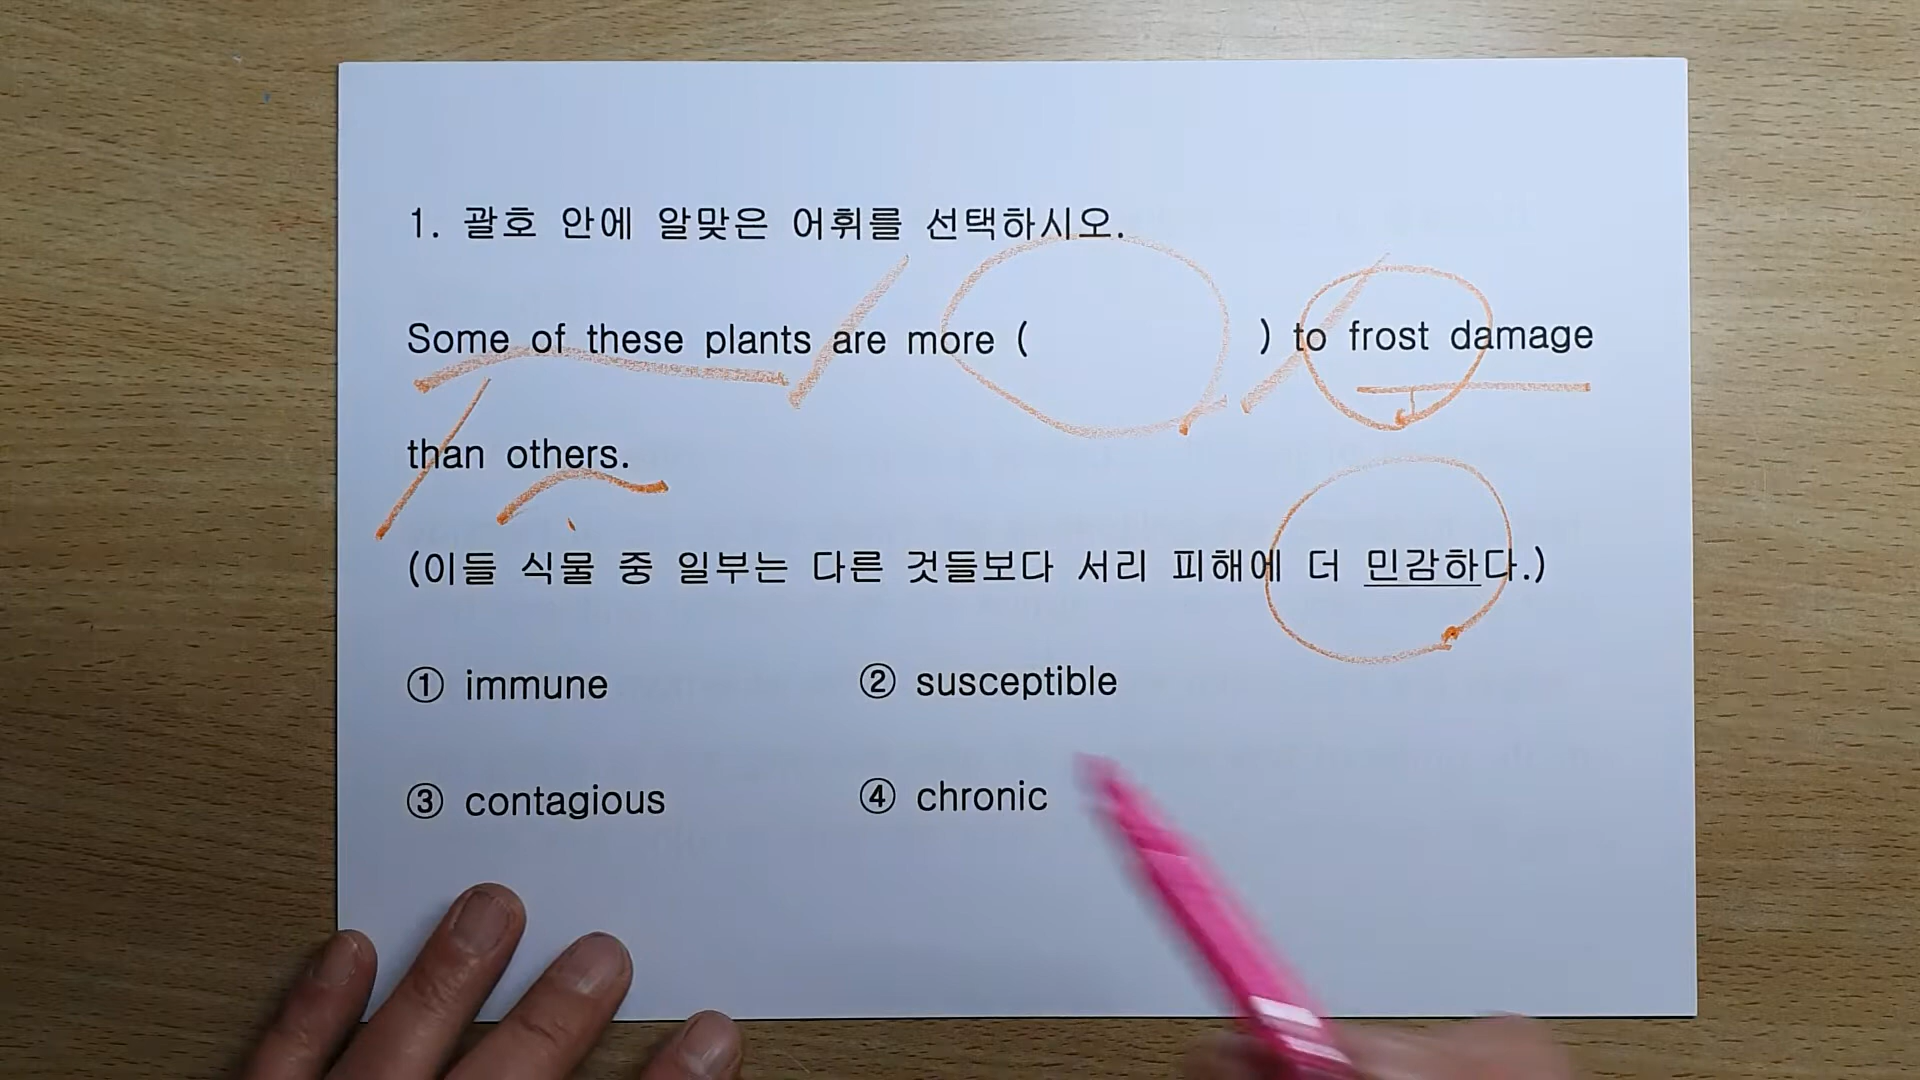 1. 괄호 안에 알맞은 어휘를 선택하시오.
Some of these plants are more ( ) to frost damage
than others.
(이들 식물 중 일부는 다른 것들보다 서리 피해에 더 민감하다.)
① immune ② susceptible
③ contagious ④ chronic